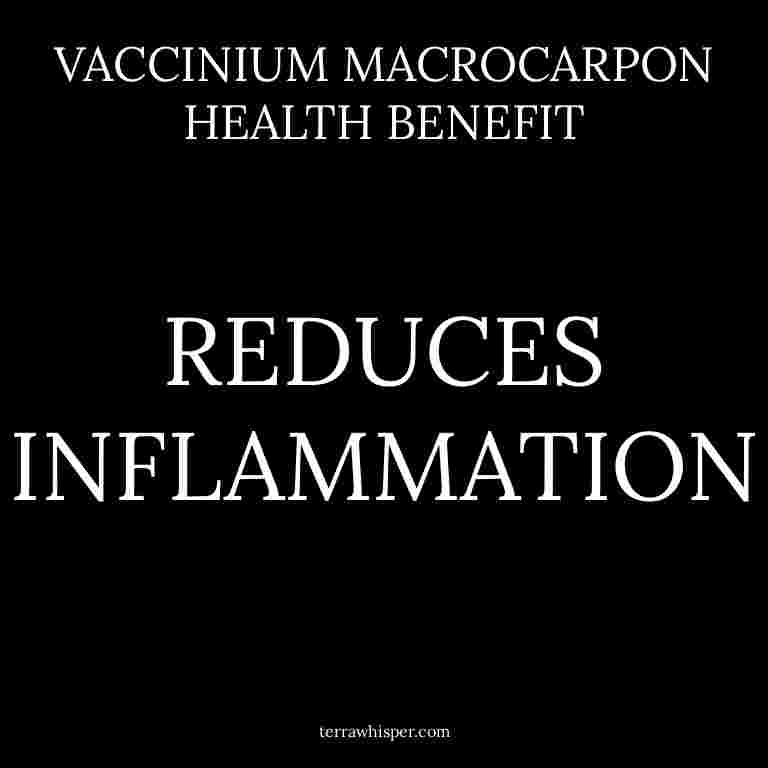 VACCINIUM MACROCARPON
HEALTH BENEFIT
REDUCES
INFLAMMATION
terrawhisper.com